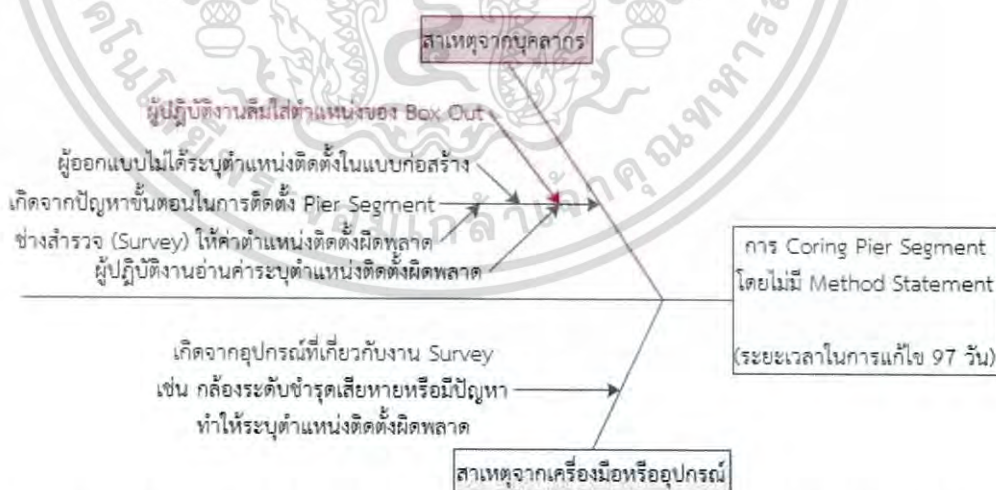 สาเหตุจากบุคลากร
ผู้ปฏิบัติงานลืมใส่ตำแหน่งของ Box Out
ผู้ออกแบบไม่ได้ระบุตำแหน่งติดตั้งในแบบก่อสร้าง
เกิดจากปัญหาขั้นตอนในการติดตั้ง Pier Segment
ช่างสำรวจ (Survey) ให้ค่าตำแหน่งติดตั้งผิดพลาด
ผู้ปฏิบัติงานอ่านค่าระบุตำแหน่งติดตั้งผิดพลาด
การ Coring Pier Segment
โดยไม่มี Method Statement
(ระยะเวลาในการแก้ไข 97 วัน)
เกิดจากอุปกรณ์ที่เกี่ยวกับงาน Survey
เช่น กล้องระดับชำรุดเสียหายหรือมีปัญหา
ทำให้ระบุตำแหน่งติดตั้งผิดพลาด
สาเหตุจากเครื่องมือหรืออุปกรณ์